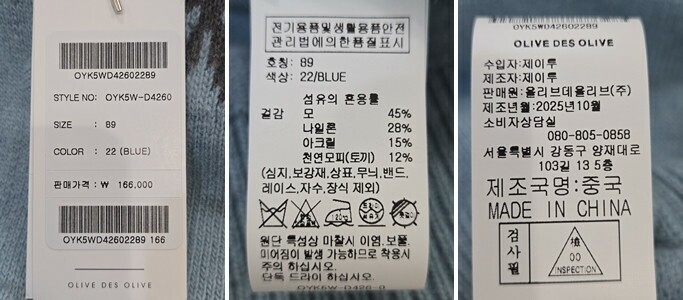 OYK5WD42602289
STYLE NO: OYK5W-D4260
SIZE : 89
COLOR : 22 (BLUE)
판매가격 : ₩ 166,000
OYK5WD42602289 166
OLIVE DES OLIVE
전기용품및생활용품안전
관리법에의한품질표시
호칭: 89
색상: 22/BLUE
섬유의 혼용률
겉감 모 45%
나일론 28%
아크릴 15%
천연모피(토끼) 12%
(심지,보강재,상표,무늬,밴드,
레이스,자수,장식 제외)
원단 특성상 마찰시 이염,보풀,
미어짐이 발생 가능하므로 착용시
주의 하십시오.
단독 드라이 하십시오.
OYK5WD42602289
OLIVE DES OLIVE
수입자:제이투
제조자:제이투
판매원:올리브데올리브(주)
제조년월:2025년10월
소비자상담실
080-805-0858
서울특별시 강동구 양재대로
103길 13 5층
제조국명:중국
MADE IN CHINA
검사필
檢
00
INSPECTION